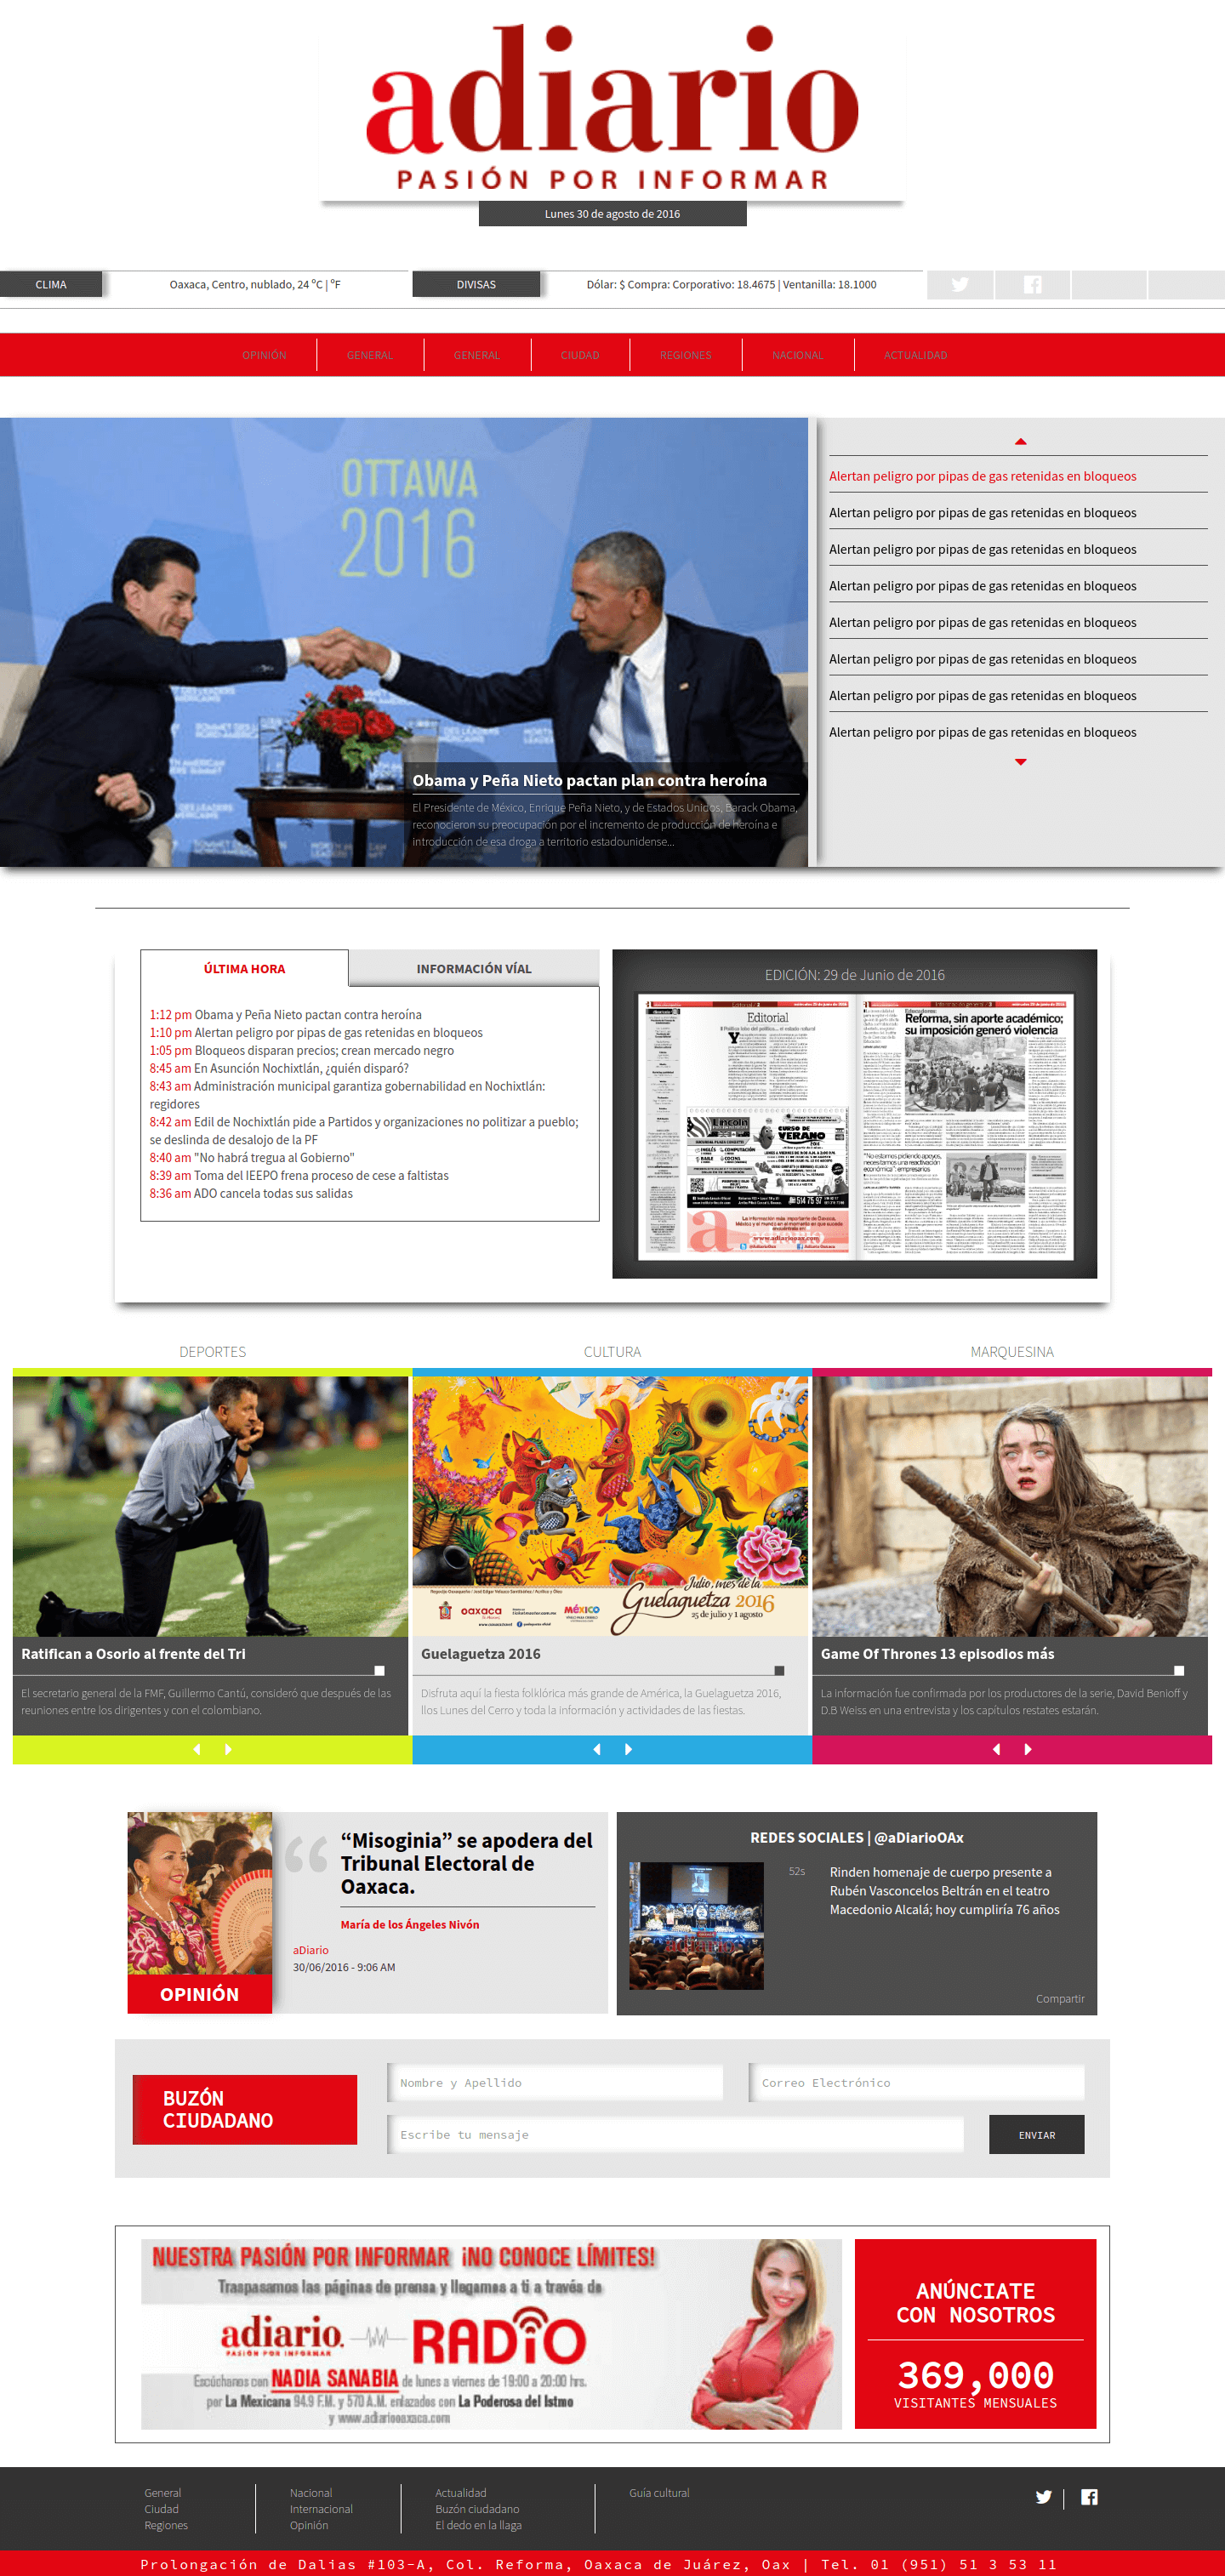 adiario
PASIÓN POR INFORMAR
Lunes 30 de agosto de 2016
CLIMA
Oaxaca, Centro, nublado, 24 ºC | ºF
DIVISAS
Dólar: $ Compra: Corporativo: 18.4675 | Ventanilla: 18.1000
OPINIÓN
GENERAL
GENERAL
CIUDAD
REGIONES
NACIONAL
ACTUALIDAD
OTTAWA
2016
Obama y Peña Nieto pactan plan contra heroína
El Presidente de México, Enrique Peña Nieto, y de Estados Unidos, Barack Obama,
reconocieron su preocupación por el incremento de producción de heroína e
introducción de esa droga a territorio estadounidense...
Alertan peligro por pipas de gas retenidas en bloqueos
Alertan peligro por pipas de gas retenidas en bloqueos
Alertan peligro por pipas de gas retenidas en bloqueos
Alertan peligro por pipas de gas retenidas en bloqueos
Alertan peligro por pipas de gas retenidas en bloqueos
Alertan peligro por pipas de gas retenidas en bloqueos
Alertan peligro por pipas de gas retenidas en bloqueos
Alertan peligro por pipas de gas retenidas en bloqueos
ÚLTIMA HORA
INFORMACIÓN VÍAL
1:12 pm Obama y Peña Nieto pactan contra heroína
1:10 pm Alertan peligro por pipas de gas retenidas en bloqueos
1:05 pm Bloqueos disparan precios; crean mercado negro
8:45 am En Asunción Nochixtlán, ¿quién disparó?
8:43 am Administración municipal garantiza gobernabilidad en Nochixtlán:
regidores
8:42 am Edil de Nochixtlán pide a Partidos y organizaciones no politizar a pueblo;
se deslinda de desalojo de la PF
8:40 am "No habrá tregua al Gobierno"
8:39 am Toma del IEEPO frena proceso de cese a faltistas
8:36 am ADO cancela todas sus salidas
EDICIÓN: 29 de Junio de 2016
Editorial
Reforma, sin aporte académico;
su imposición generó violencia
Lincoln
CURSO DE
VERANO
"No estamos pidiendo apoyos,
necesitamos una reactivación
económica": empresarios
514 75 97
DEPORTES
CULTURA
MARQUESINA
oaxaca
MÉXICO
Julio, mes de la
Guelaguetza 2016
25 de julio y 1 agosto
Ratifican a Osorio al frente del Tri
El secretario general de la FMF, Guillermo Cantú, consideró que después de las
reuniones entre los dirigentes y con el colombiano.
Guelaguetza 2016
Disfruta aquí la fiesta folklórica más grande de América, la Guelaguetza 2016,
llos Lunes del Cerro y toda la información y actividades de las fiestas.
Game Of Thrones 13 episodios más
La información fue confirmada por los productores de la serie, David Benioff y
D.B Weiss en una entrevista y los capítulos restates estarán.
OPINIÓN
“Misoginia” se apodera del
Tribunal Electoral de
Oaxaca.
María de los Ángeles Nivón
aDiario
30/06/2016 - 9:06 AM
REDES SOCIALES | @aDiarioOAx
52s
Rinden homenaje de cuerpo presente a
Rubén Vasconcelos Beltrán en el teatro
Macedonio Alcalá; hoy cumpliría 76 años
Compartir
BUZÓN
CIUDADANO
Nombre y Apellido
Correo Electrónico
Escribe tu mensaje
ENVIAR
NUESTRA PASIÓN POR INFORMAR ¡NO CONOCE LÍMITES!
Traspasamos las páginas de prensa y llegamos a ti a través de
adiario.
PASIÓN POR INFORMAR
RADIO
Escúchanos con NADIA SANABIA de lunes a viernes de 19:00 a 20:00 hrs.
por La Mexicana 94.9 F.M. y 570 A.M. enlazados con La Poderosa del Istmo
y www.adiariooaxaca.com
ANÚNCIATE
CON NOSOTROS
369,000
VISITANTES MENSUALES
General
Ciudad
Regiones
Nacional
Internacional
Opinión
Actualidad
Buzón ciudadano
El dedo en la llaga
Guía cultural
Prolongación de Dalias #103-A, Col. Reforma, Oaxaca de Juárez, Oax | Tel. 01 (951) 51 3 53 11